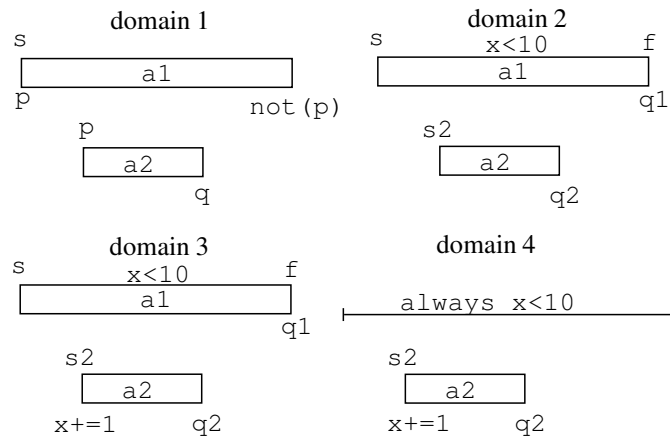 domain 1
s
a1
p
not(p)
p
a2
q
domain 2
s
x<10
f
a1
q1
s2
a2
q2
domain 3
s
x<10
f
a1
q1
s2
a2
x+=1
q2
domain 4
always x<10
s2
a2
x+=1
q2